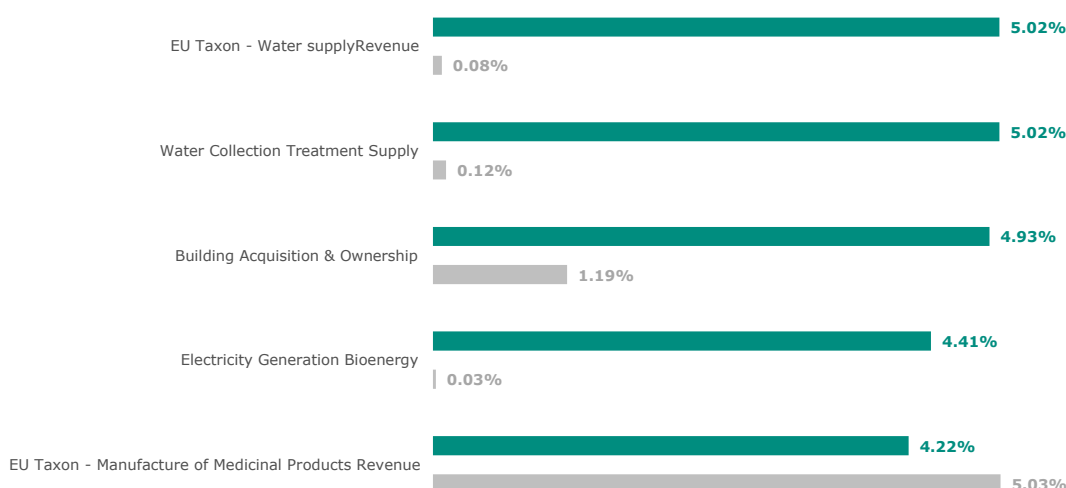 EU Taxon - Water supplyRevenue
5.02%
0.08%
Water Collection Treatment Supply
5.02%
0.12%
Building Acquisition & Ownership
4.93%
1.19%
Electricity Generation Bioenergy
4.41%
0.03%
EU Taxon - Manufacture of Medicinal Products Revenue
4.22%
5.03%